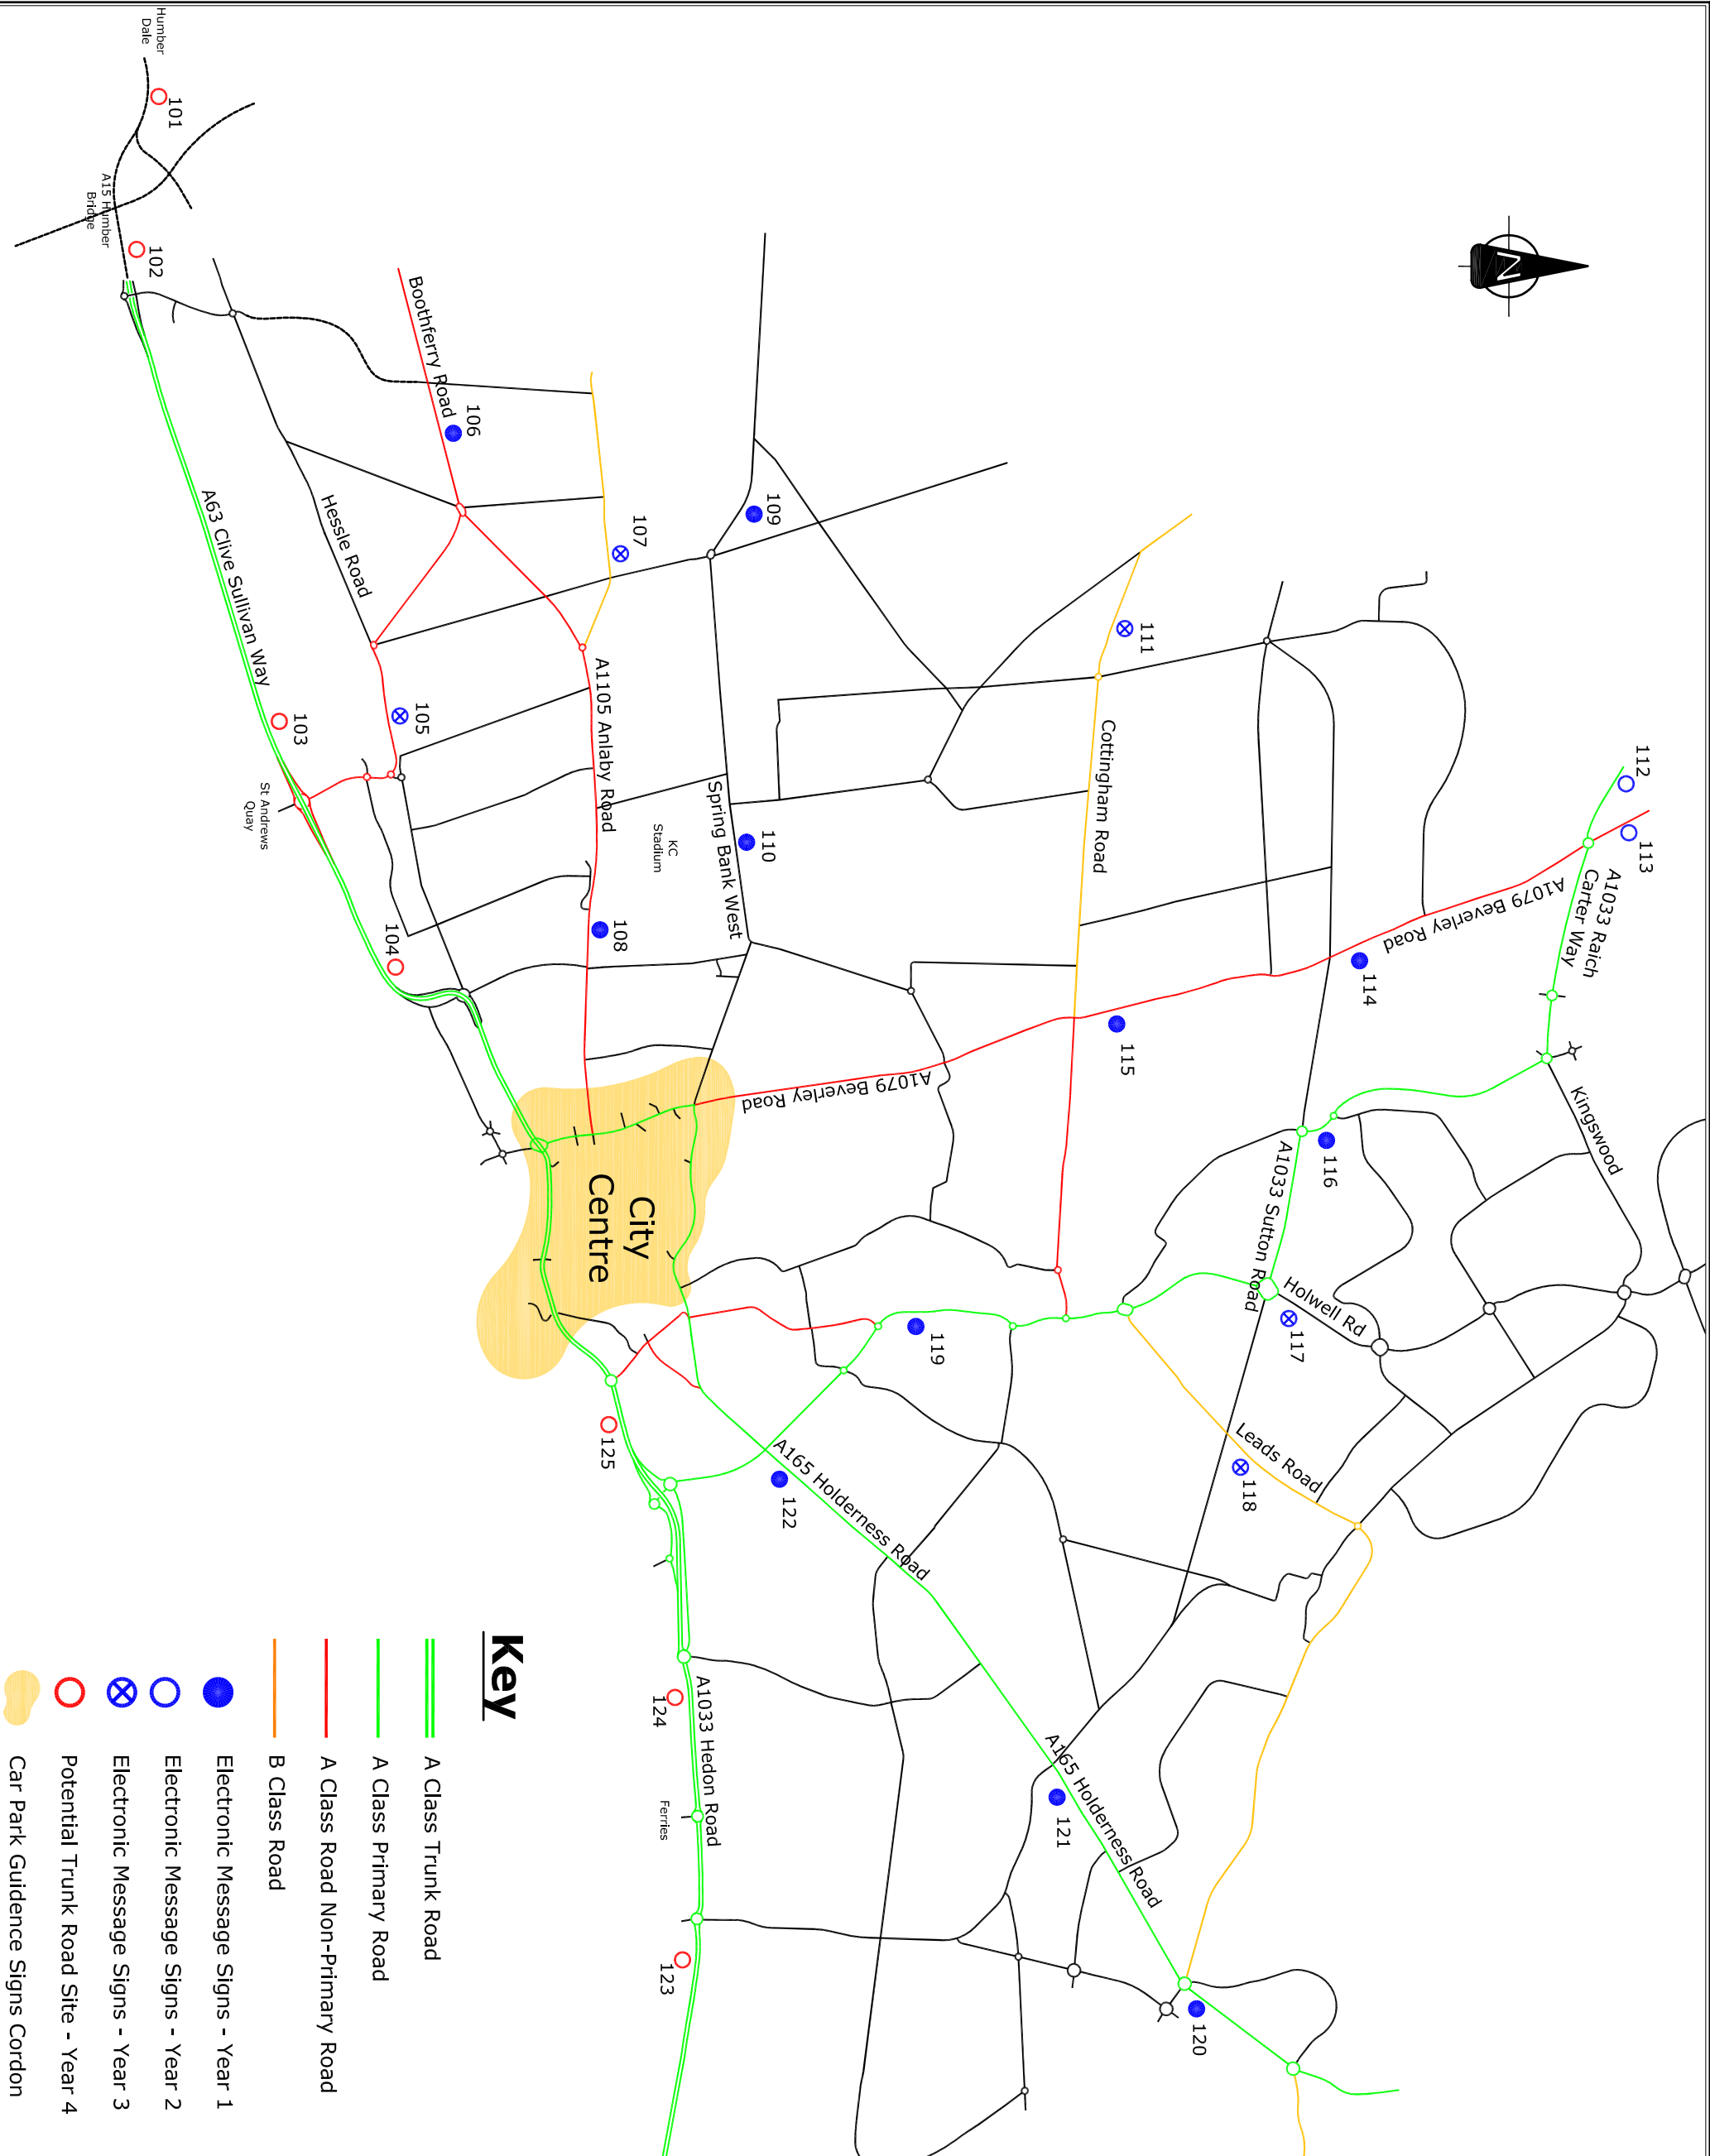 Humber
Dale
101
A15 Humber
Bridge
102
Boothferry Road
106
107
109
Hessle Road
A63 Clive Sullivan Way
103
St Andrews
Quay
105
104
A1105 Anlaby Road
KC
Stadium
108
Spring Bank West
110
111
Cottingham Road
112
113
A1033 Raich
Carter Way
A1079 Beverley Road
114
115
A1079 Beverley Road
Kingswood
116
A1033 Sutton Road
Holwell Rd
117
Leads Road
118
119
City
Centre
125
A165 Holderness Road
122
A1033 Hedon Road
124
Ferries
123
A165 Holderness Road
121
120
N
Key
A Class Trunk Road
A Class Primary Road
A Class Road Non-Primary Road
B Class Road
Electronic Message Signs - Year 1
Electronic Message Signs - Year 2
Electronic Message Signs - Year 3
Potential Trunk Road Site - Year 4
Car Park Guidence Signs Cordon